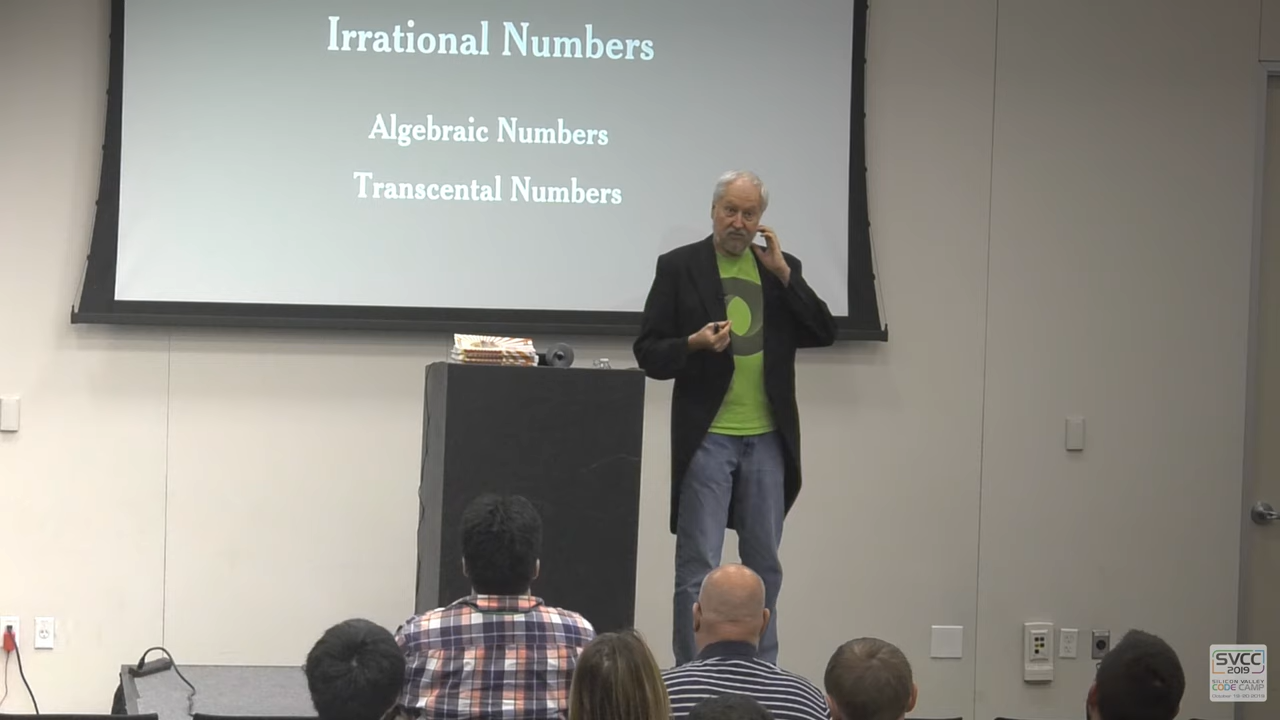 Irrational Numbers
Algebraic Numbers
Transcental Numbers
SVCC
2019
SILICON VALLEY
CODE CAMP